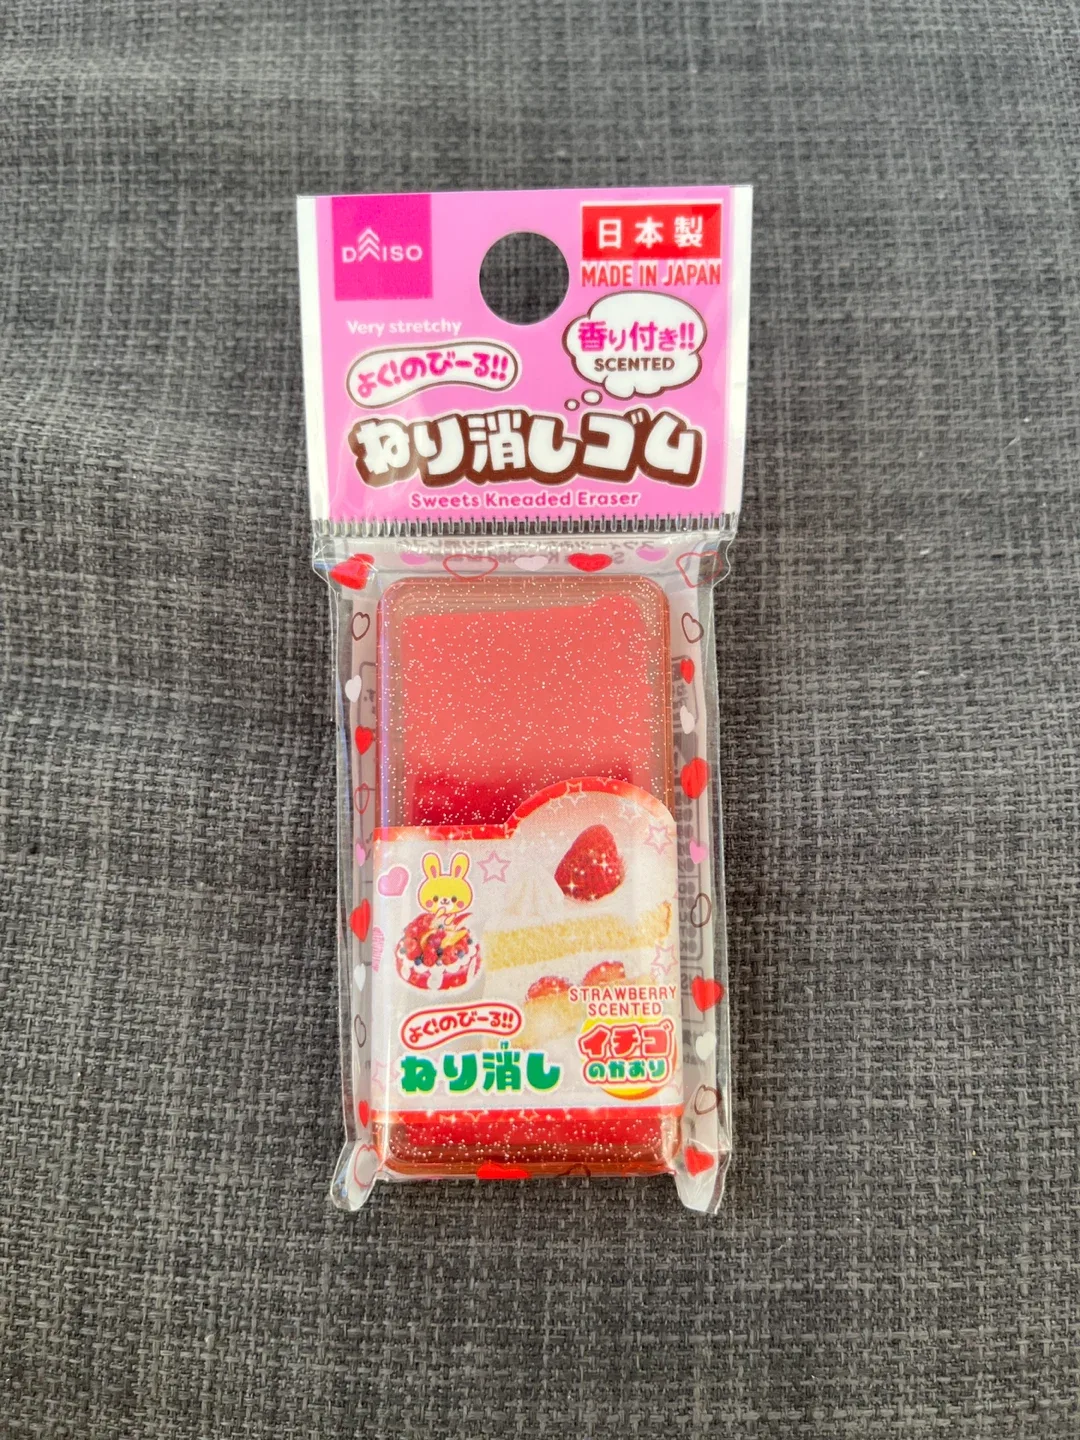 DAISO
日本製
MADE IN JAPAN
Very stretchy
よく!のびーる!!
香り付き!!
SCENTED
ねり消しゴム
Sweets Kneaded Eraser
STRAWBERRY
SCENTED
よく!のびーる!!
イチゴ
のかおり
け
ねり消し